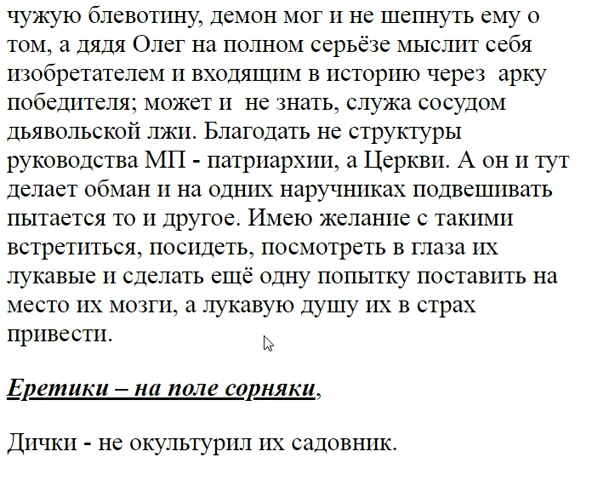 чужую блевотину, демон мог и не шепнуть ему о
том, а дядя Олег на полном серьёзе мыслит себя
изобретателем и входящим в историю через  арку
победителя; может и  не знать, служа сосудом
дьявольской лжи. Благодать не структуры
руководства МП - патриархии, а Церкви. А он и тут
делает обман и на одних наручниках подвешивать
пытается то и другое. Имею желание с такими
встретиться, посидеть, посмотреть в глаза их
лукавые и сделать ещё одну попытку поставить на
место их мозги, а лукавую душу их в страх
привести.
Еретики – на поле сорняки,
Дички - не окультурил их садовник.